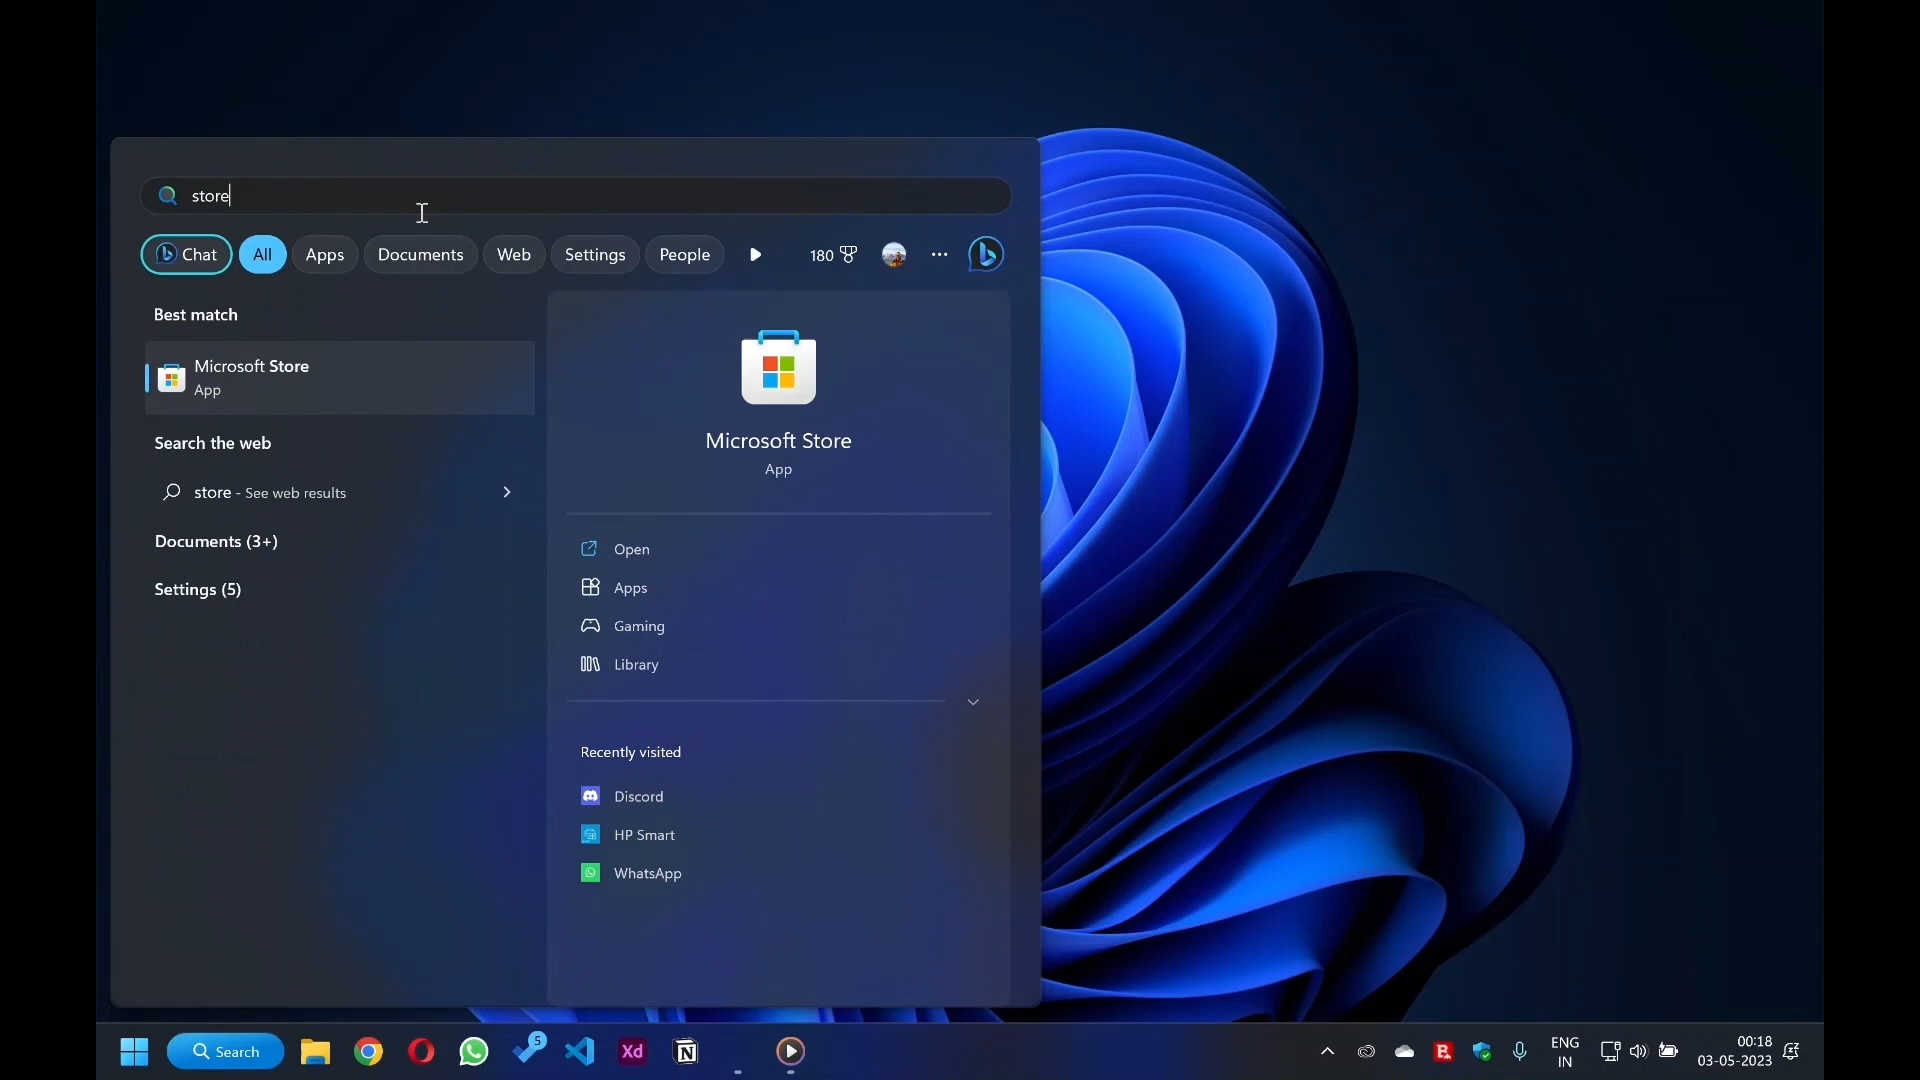 store
Chat All Apps Documents Web Settings People 180
Best match
Microsoft Store
App
Search the web
store - See web results
Documents (3+)
Settings (5)
Microsoft Store
App
Open
Apps
Gaming
Library
Recently visited
Discord
HP Smart
WhatsApp
Search
5
Xd
N
B.
ENG
IN
00:18
03-05-2023